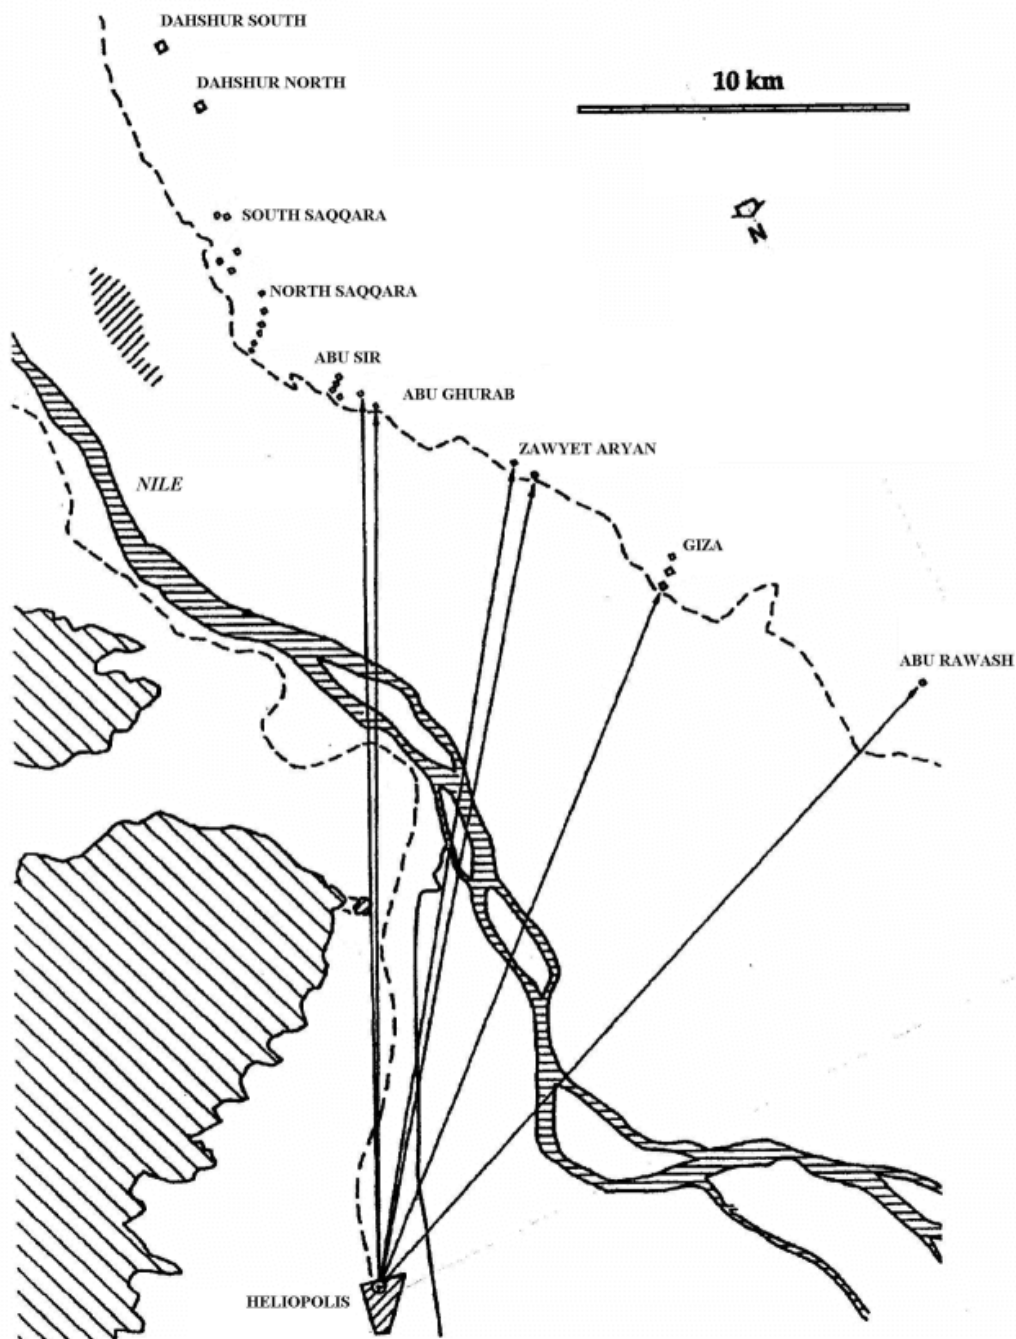 DAHSHUR SOUTH
DAHSHUR NORTH
10 km
SOUTH SAQQARA
N
NORTH SAQQARA
ABU SIR
ABU GHURAB
ZAWYET ARYAN
NILE
GIZA
ABU RAWASH
HELIOPOLIS